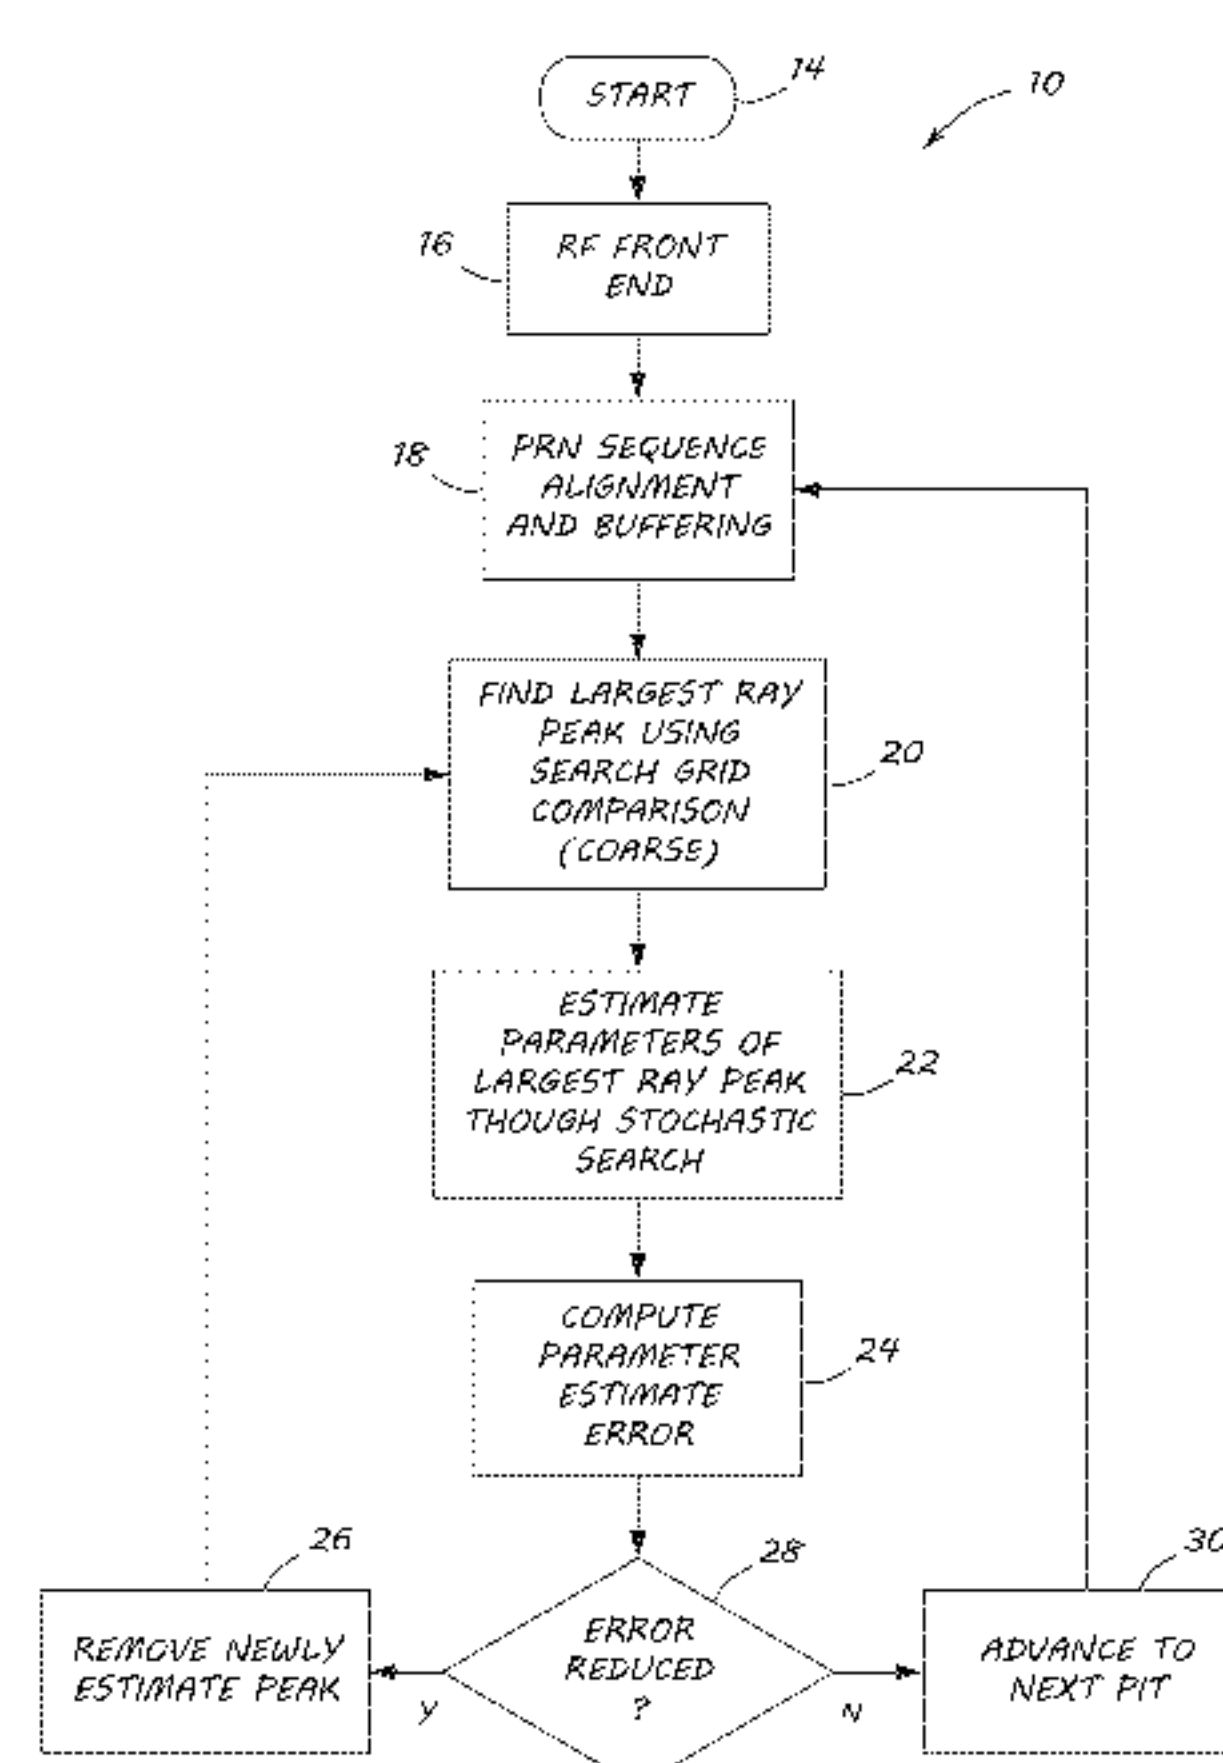 START
14
10
16
RF FRONT
END
18
PRN SEQUENCE
ALIGNMENT
AND BUFFERING
FIND LARGEST RAY
PEAK USING
SEARCH GRID
COMPARISON
(COARSE)
20
ESTIMATE
PARAMETERS OF
LARGEST RAY PEAK
THOUGH STOCHASTIC
SEARCH
22
COMPUTE
PARAMETER
ESTIMATE
ERROR
24
26
REMOVE NEWLY
ESTIMATE PEAK
28
ERROR
REDUCED
?
Y
N
30
ADVANCE TO
NEXT PIT